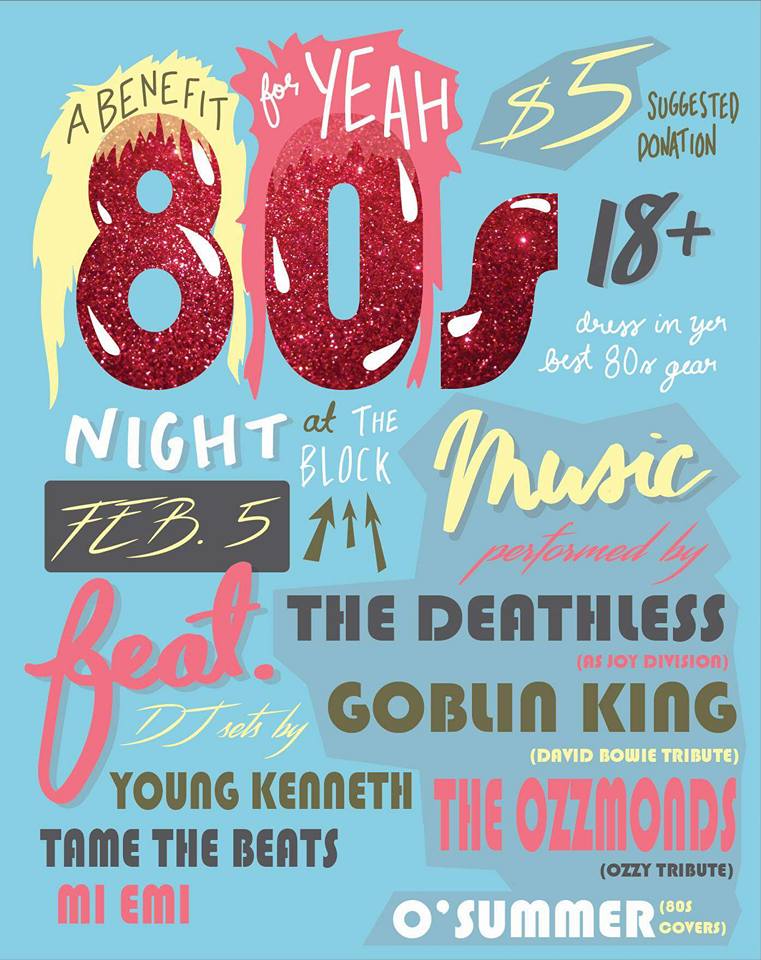 A BENEFIT
for YEAH
$5
SUGGESTED
DONATION
80s
18+
dress in yer
best 80s gear
NIGHT
at THE
BLOCK
FEB. 5
Music
performed by
THE DEATHLESS
(AS JOY DIVISION)
GOBLIN KING
(DAVID BOWIE TRIBUTE)
THE OZZMONDS
(OZZY TRIBUTE)
O'SUMMER (80S
COVERS)
feat.
DJ sets by
YOUNG KENNETH
TAME THE BEATS
MI EMI